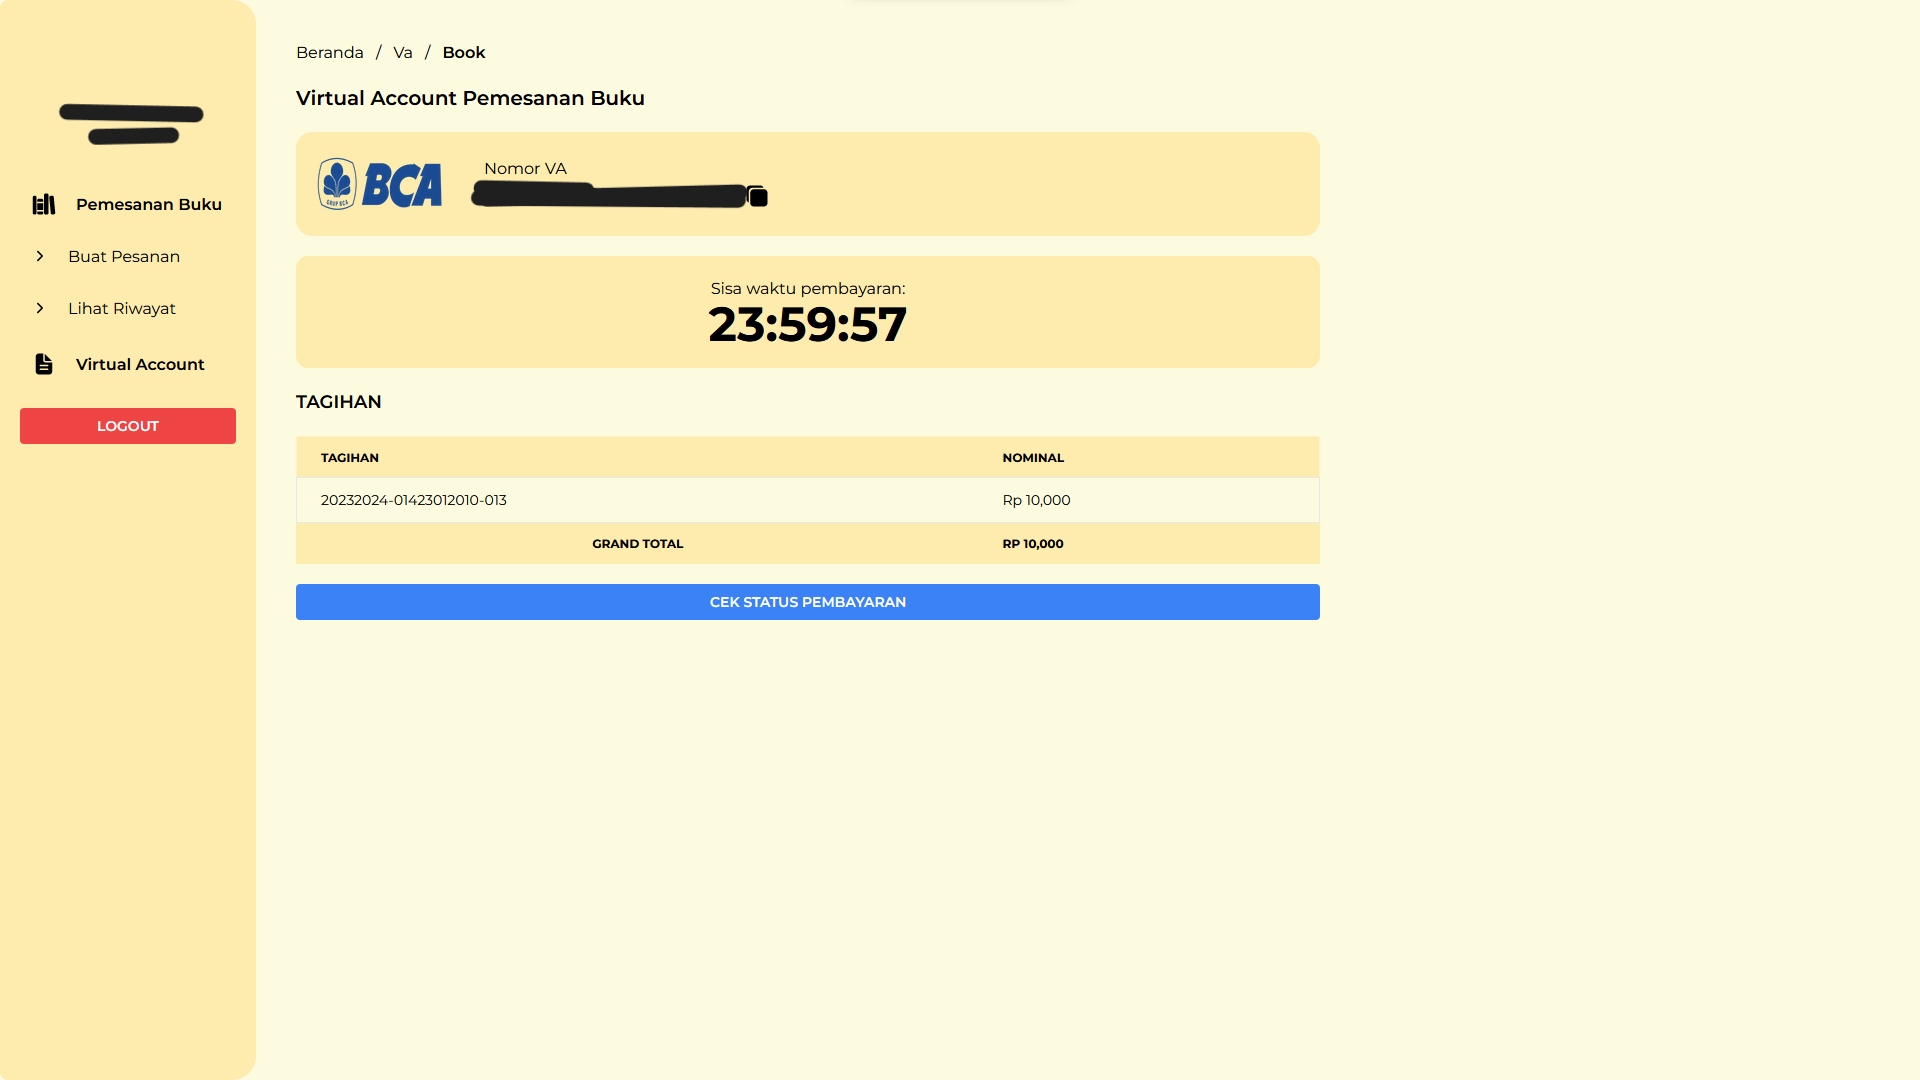 Beranda / Va / Book
Virtual Account Pemesanan Buku
Pemesanan Buku
Buat Pesanan
Lihat Riwayat
Virtual Account
LOGOUT
GRUP BCA
BCA
Nomor VA
Sisa waktu pembayaran:
23:59:57
TAGIHAN
TAGIHAN NOMINAL
20232024-01423012010-013 Rp 10,000
GRAND TOTAL RP 10,000
CEK STATUS PEMBAYARAN